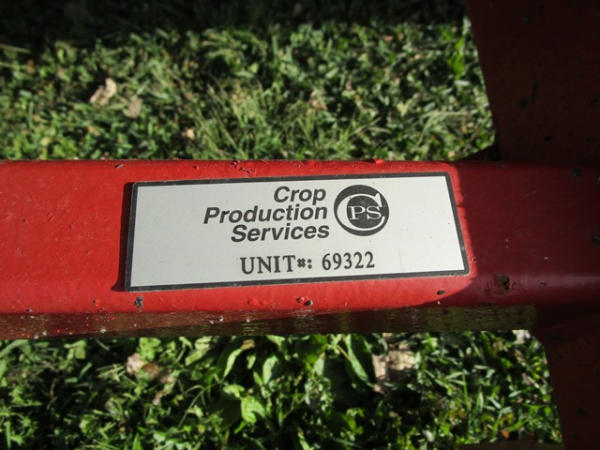 Crop
Production
Services
CPS
UNIT#: 69322